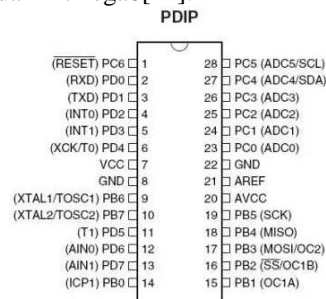 PDIP
(RESET) PC6 1 28 PC5 (ADC5/SCL)
(RXD) PD0 2 27 PC4 (ADC4/SDA)
(TXD) PD1 3 26 PC3 (ADC3)
(INT0) PD2 4 25 PC2 (ADC2)
(INT1) PD3 5 24 PC1 (ADC1)
(XCK/T0) PD4 6 23 PC0 (ADC0)
VCC 7 22 GND
GND 8 21 AREF
(XTAL1/TOSC1) PB6 9 20 AVCC
(XTAL2/TOSC2) PB7 10 19 PB5 (SCK)
(T1) PD5 11 18 PB4 (MISO)
(AIN0) PD6 12 17 PB3 (MOSI/OC2)
(AIN1) PD7 13 16 PB2 (SS/OC1B)
(ICP1) PB0 14 15 PB1 (OC1A)